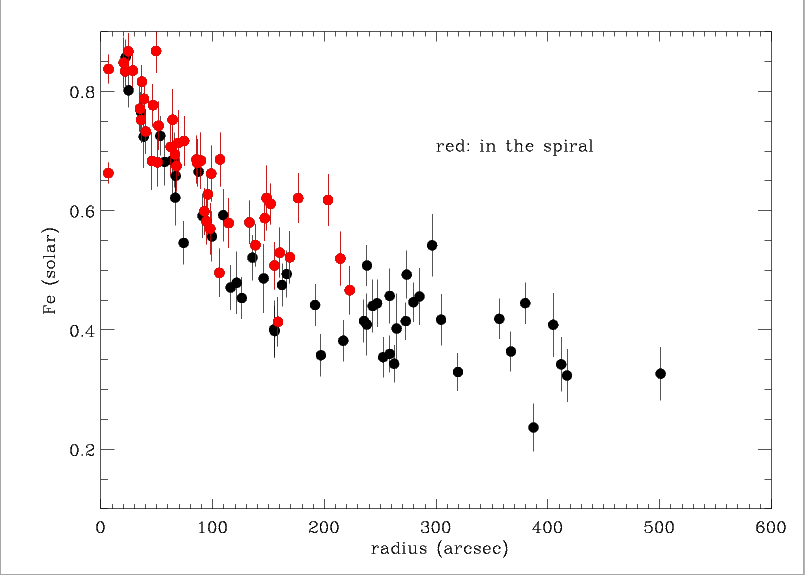 0.8
red: in the spiral
0.6
Fe (solar)
0.4
0.2
0 100 200 300 400 500 600
radius (arcsec)